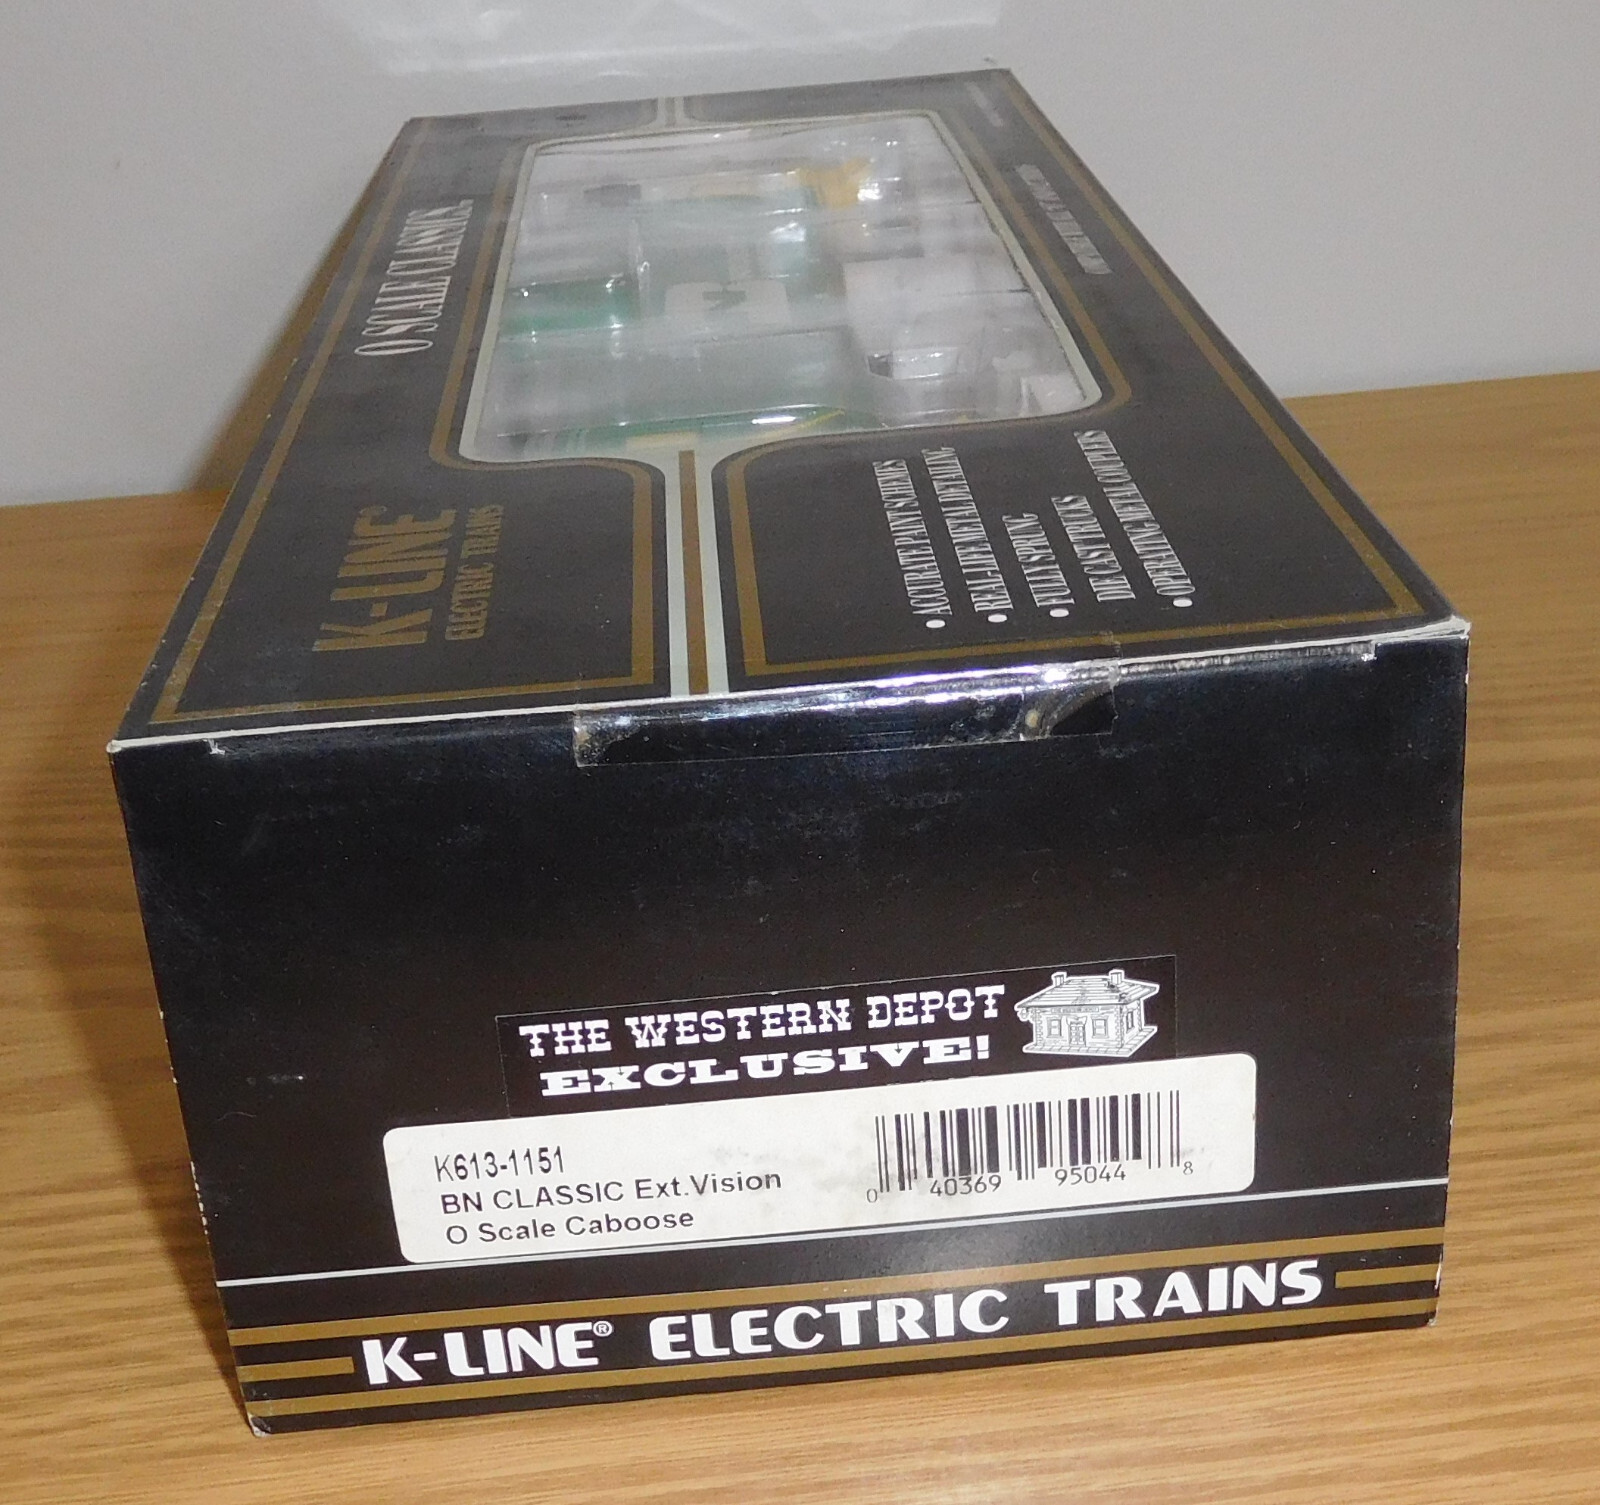 O SCALE CLASSICS
K-LINE®
ELECTRIC TRAINS
• ACCURATE PAINT SCHEMES
• REAL-LIFE METAL DETAILING
• FULLY SPRUNG
DIE CAST TRUCKS
• OPERATING METAL COUPLERS
THE WESTERN DEPOT
EXCLUSIVE!
K613-1151
BN CLASSIC Ext.Vision
O Scale Caboose
0 40369 95044 8
K-LINE® ELECTRIC TRAINS